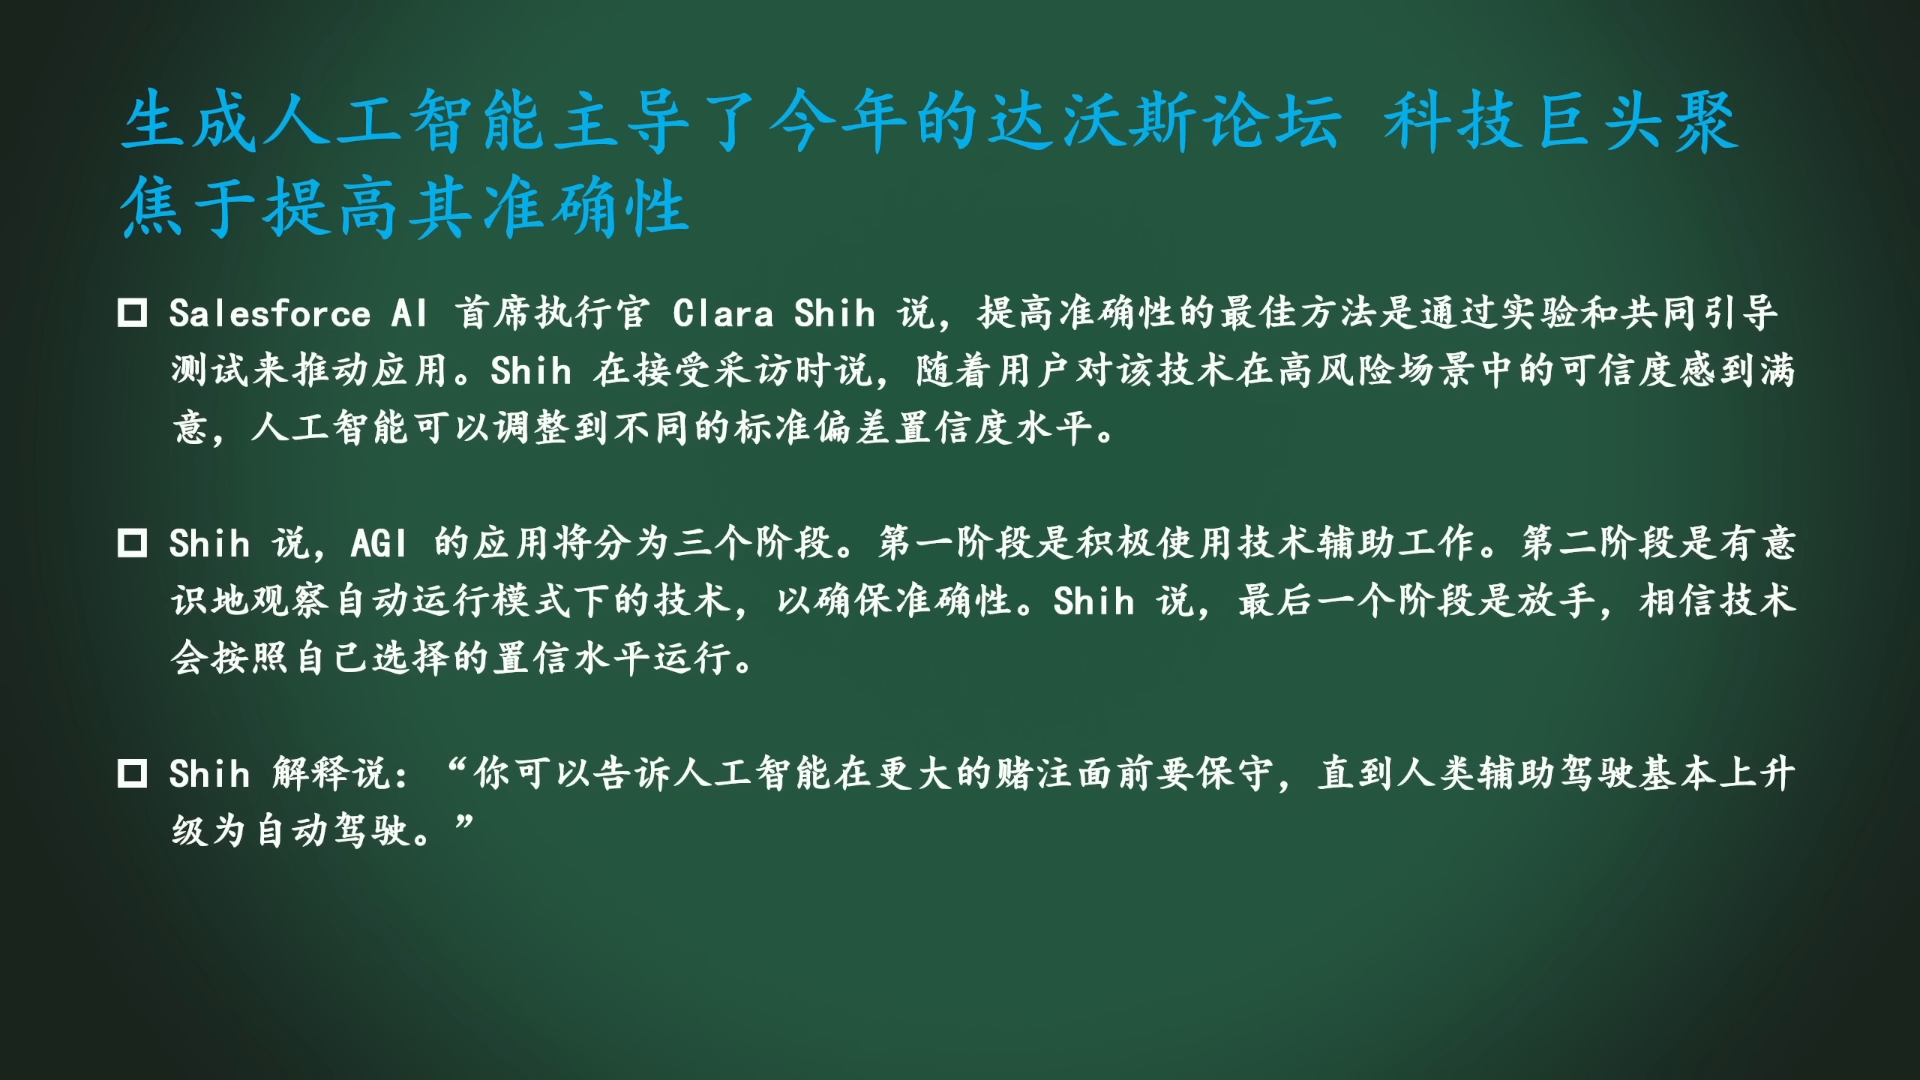 生成人工智能主导了今年的达沃斯论坛 科技巨头聚
焦于提高其准确性
Salesforce AI 首席执行官 Clara Shih 说，提高准确性的最佳方法是通过实验和共同引导
测试来推动应用。Shih 在接受采访时说，随着用户对该技术在高风险场景中的可信度感到满
意，人工智能可以调整到不同的标准偏差置信度水平。
Shih 说，AGI 的应用将分为三个阶段。第一阶段是积极使用技术辅助工作。第二阶段是有意
识地观察自动运行模式下的技术，以确保准确性。Shih 说，最后一个阶段是放手，相信技术
会按照自己选择的置信水平运行。
Shih 解释说：“你可以告诉人工智能在更大的赌注面前要保守，直到人类辅助驾驶基本上升
级为自动驾驶。”